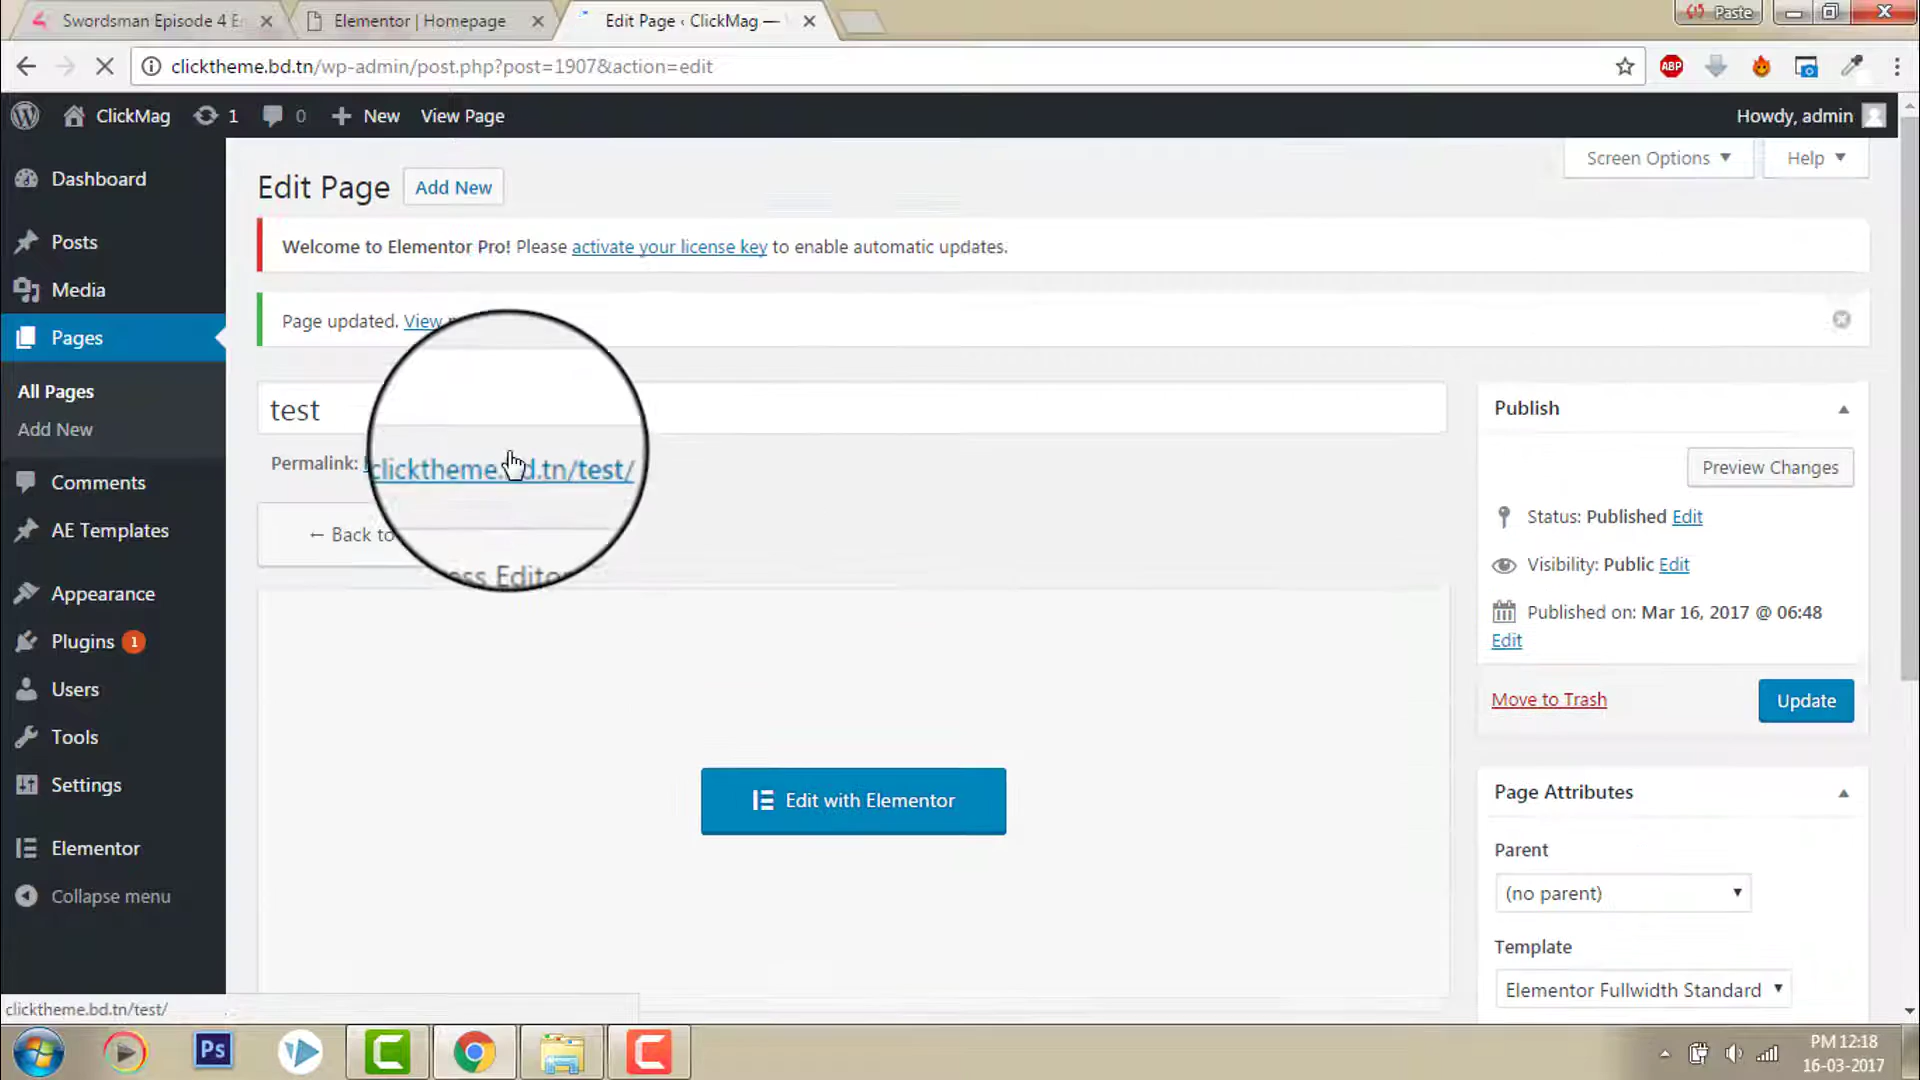 Swordsman Episode 4 E
Elementor | Homepage
Edit Page ‹ ClickMag —
Paste
clicktheme.bd.tn/wp-admin/post.php?post=1907&action=edit
ABP
ClickMag
1
0
New
View Page
Howdy, admin
Screen Options
Help
Dashboard
Posts
Media
Pages
All Pages
Add New
Comments
AE Templates
Appearance
Plugins 1
Users
Tools
Settings
Elementor
Collapse menu
Edit Page
Add New
Welcome to Elementor Pro! Please activate your license key to enable automatic updates.
Page updated. View
test
Permalink:
clicktheme.bd.tn/test/
← Back to
ess Editor
Edit with Elementor
Publish
Preview Changes
Status: Published Edit
Visibility: Public Edit
Published on: Mar 16, 2017 @ 06:48
Edit
Move to Trash
Update
Page Attributes
Parent
(no parent)
Template
Elementor Fullwidth Standard
clicktheme.bd.tn/test/
Ps
PM 12:18
16-03-2017